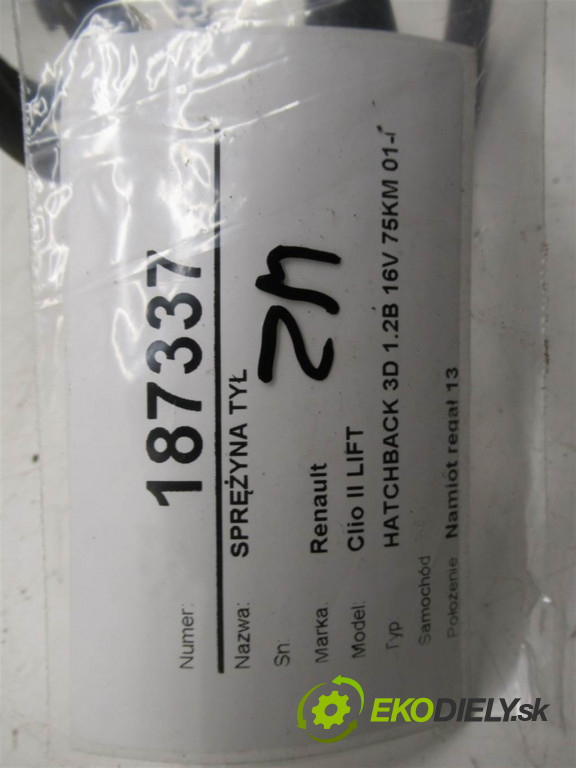 Numer: 187337
Nazwa: SPRĘŻYNA TYŁ
Sn:
Marka: Renault
Model: Clio II LIFT
Typ HATCHBACK 3D 1.2B 16V 75KM 01-
Samochód
Położenie Namiot regał 13
EKODIELY.sk